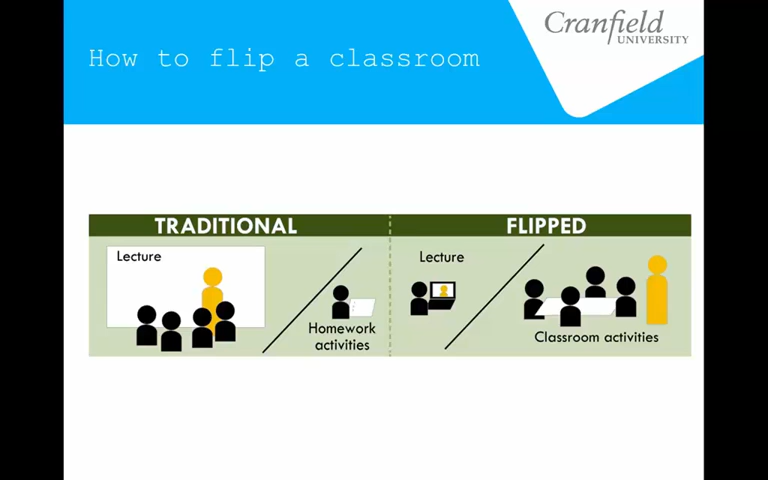 How to flip a classroom
Cranfield
UNIVERSITY
TRADITIONAL
FLIPPED
Lecture
Homework
activities
Lecture
Classroom activities